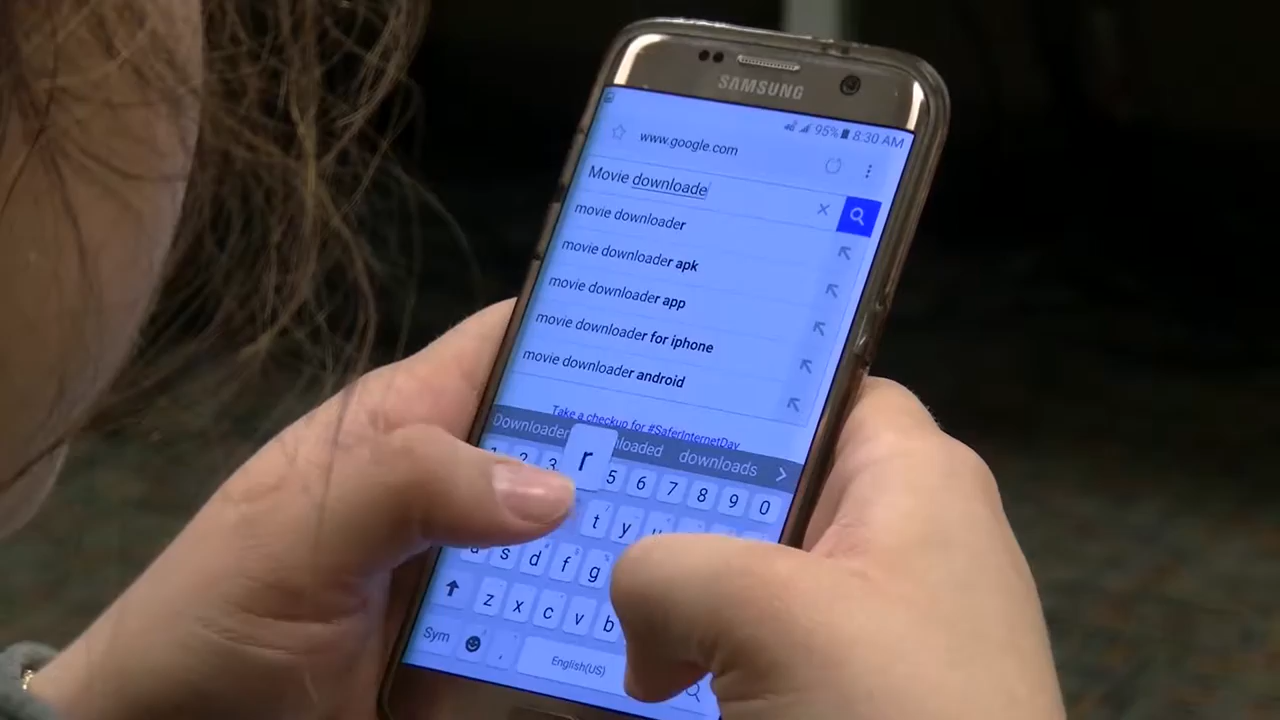 SAMSUNG
95% 8:30 AM
www.google.com
Movie downloade
movie downloader
movie downloader apk
movie downloader app
movie downloader for iphone
movie downloader android
Take a checkup for #SaferInternetDay
Downloader loaded downloads
1 2 3 r 5 6 7 8 9 0
t y u
a s d f g
z x c v b
Sym , English(US)